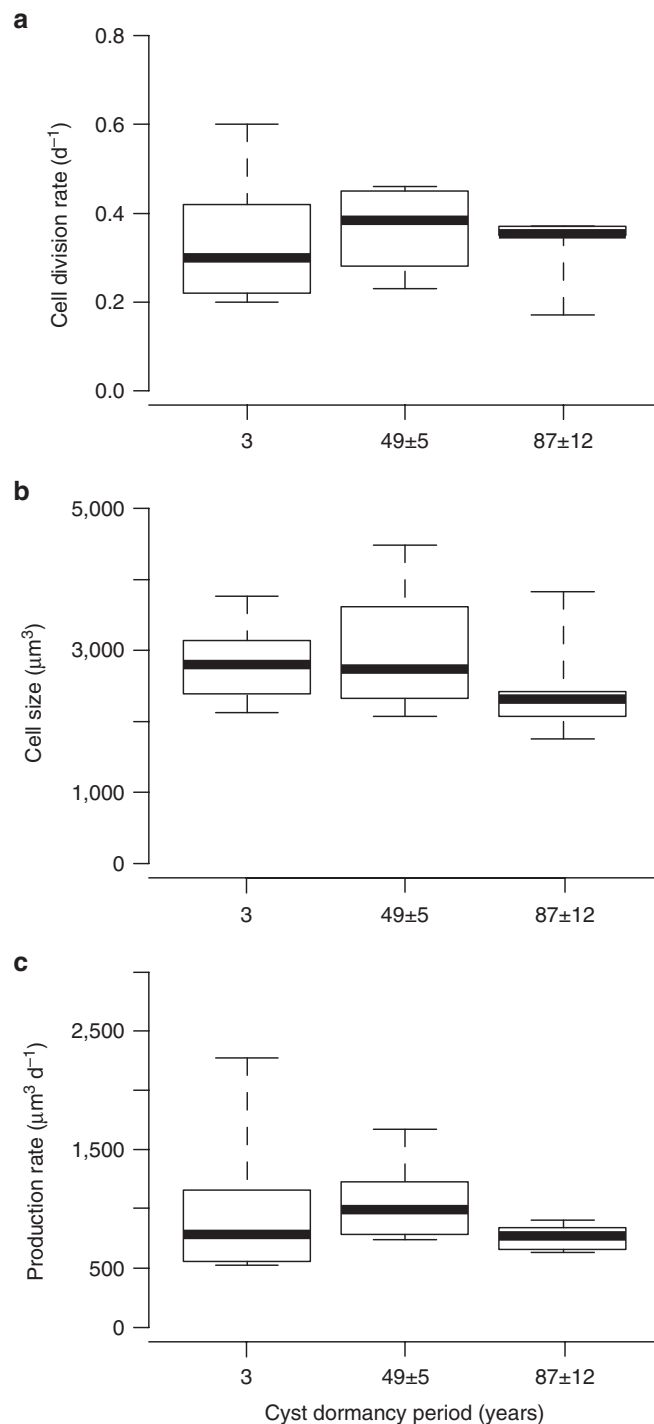 a
0.8
0.6
0.4
0.2
0.0
Cell division rate (d⁻¹)
3 49±5 87±12
b
5,000
3,000
1,000
0
Cell size (μm³)
3 49±5 87±12
c
2,500
1,500
500
0
Production rate (μm³ d⁻¹)
3 49±5 87±12
Cyst dormancy period (years)